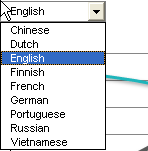 English
Chinese
Dutch
English
Finnish
French
German
Portuguese
Russian
Vietnamese